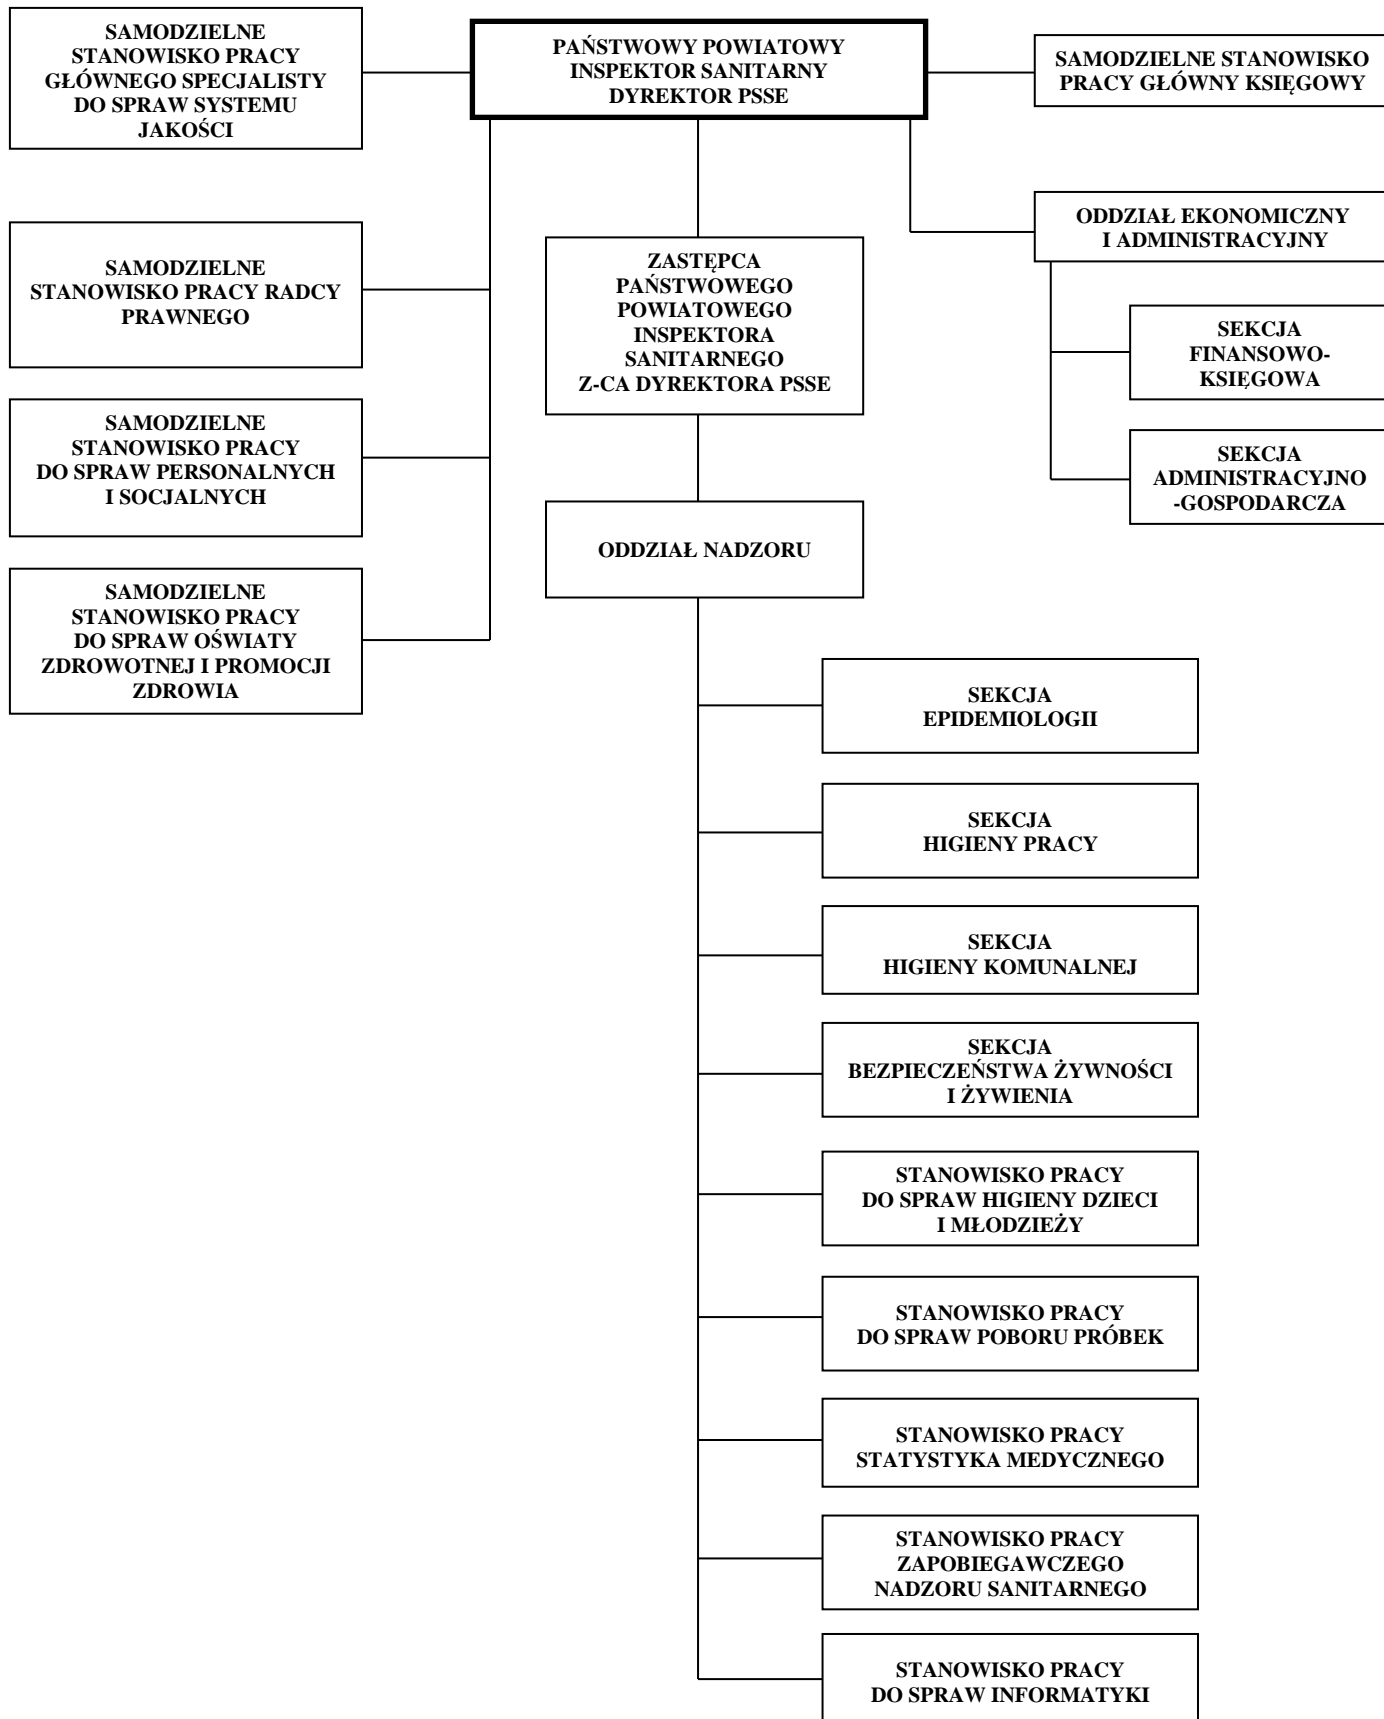 SAMODZIELNE
STANOWISKO PRACY
GŁÓWNEGO SPECJALISTY
DO SPRAW SYSTEMU
JAKOŚCI
PAŃSTWOWY POWIATOWY
INSPEKTOR SANITARNY
DYREKTOR PSSE
SAMODZIELNE STANOWISKO
PRACY GŁÓWNY KSIĘGOWY
SAMODZIELNE
STANOWISKO PRACY RADCY
PRAWNEGO
SAMODZIELNE
STANOWISKO PRACY
DO SPRAW PERSONALNYCH
I SOCJALNYCH
SAMODZIELNE
STANOWISKO PRACY
DO SPRAW OŚWIATY
ZDROWOTNEJ I PROMOCJI
ZDROWIA
ZASTĘPCA
PAŃSTWOWEGO
POWIATOWEGO
INSPEKTORA
SANITARNEGO
Z-CA DYREKTORA PSSE
ODDZIAŁ NADZORU
ODDZIAŁ EKONOMICZNY
I ADMINISTRACYJNY
SEKCJA
FINANSOWO-
KSIĘGOWA
SEKCJA
ADMINISTRACYJNO
-GOSPODARCZA
SEKCJA
EPIDEMIOLOGII
SEKCJA
HIGIENY PRACY
SEKCJA
HIGIENY KOMUNALNEJ
SEKCJA
BEZPIECZEŃSTWA ŻYWNOŚCI
I ŻYWIENIA
STANOWISKO PRACY
DO SPRAW HIGIENY DZIECI
I MŁODZIEŻY
STANOWISKO PRACY
DO SPRAW POBORU PRÓBEK
STANOWISKO PRACY
STATYSTYKA MEDYCZNEGO
STANOWISKO PRACY
ZAPOBIEGAWCZEGO
NADZORU SANITARNEGO
STANOWISKO PRACY
DO SPRAW INFORMATYKI